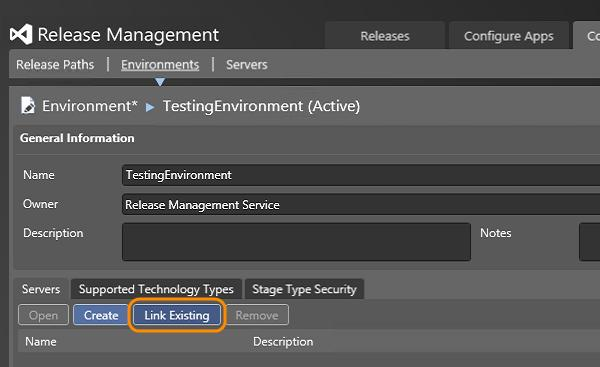 Release Management
Releases
Configure Apps
Co
Release Paths | Environments | Servers
Environment* ▶ TestingEnvironment (Active)
General Information
Name TestingEnvironment
Owner Release Management Service
Description
Notes
Servers Supported Technology Types Stage Type Security
Open Create Link Existing Remove
Name Description